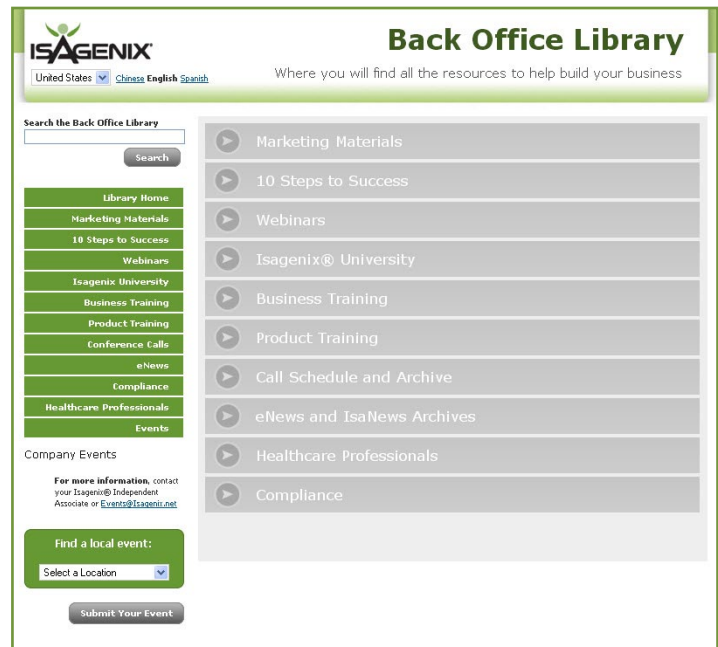 ISAGENIX®
Back Office Library
United States Chinese English Spanish
Where you will find all the resources to help build your business
Search the Back Office Library
Search
Library Home
Marketing Materials
10 Steps to Success
Webinars
Isagenix University
Business Training
Product Training
Conference Calls
eNews
Compliance
Healthcare Professionals
Events
Company Events
For more information, contact
your Isagenix® Independent
Associate or Events@Isagenix.net
Find a local event:
Select a Location
Submit Your Event
Marketing Materials
10 Steps to Success
Webinars
Isagenix® University
Business Training
Product Training
Call Schedule and Archive
eNews and IsaNews Archives
Healthcare Professionals
Compliance